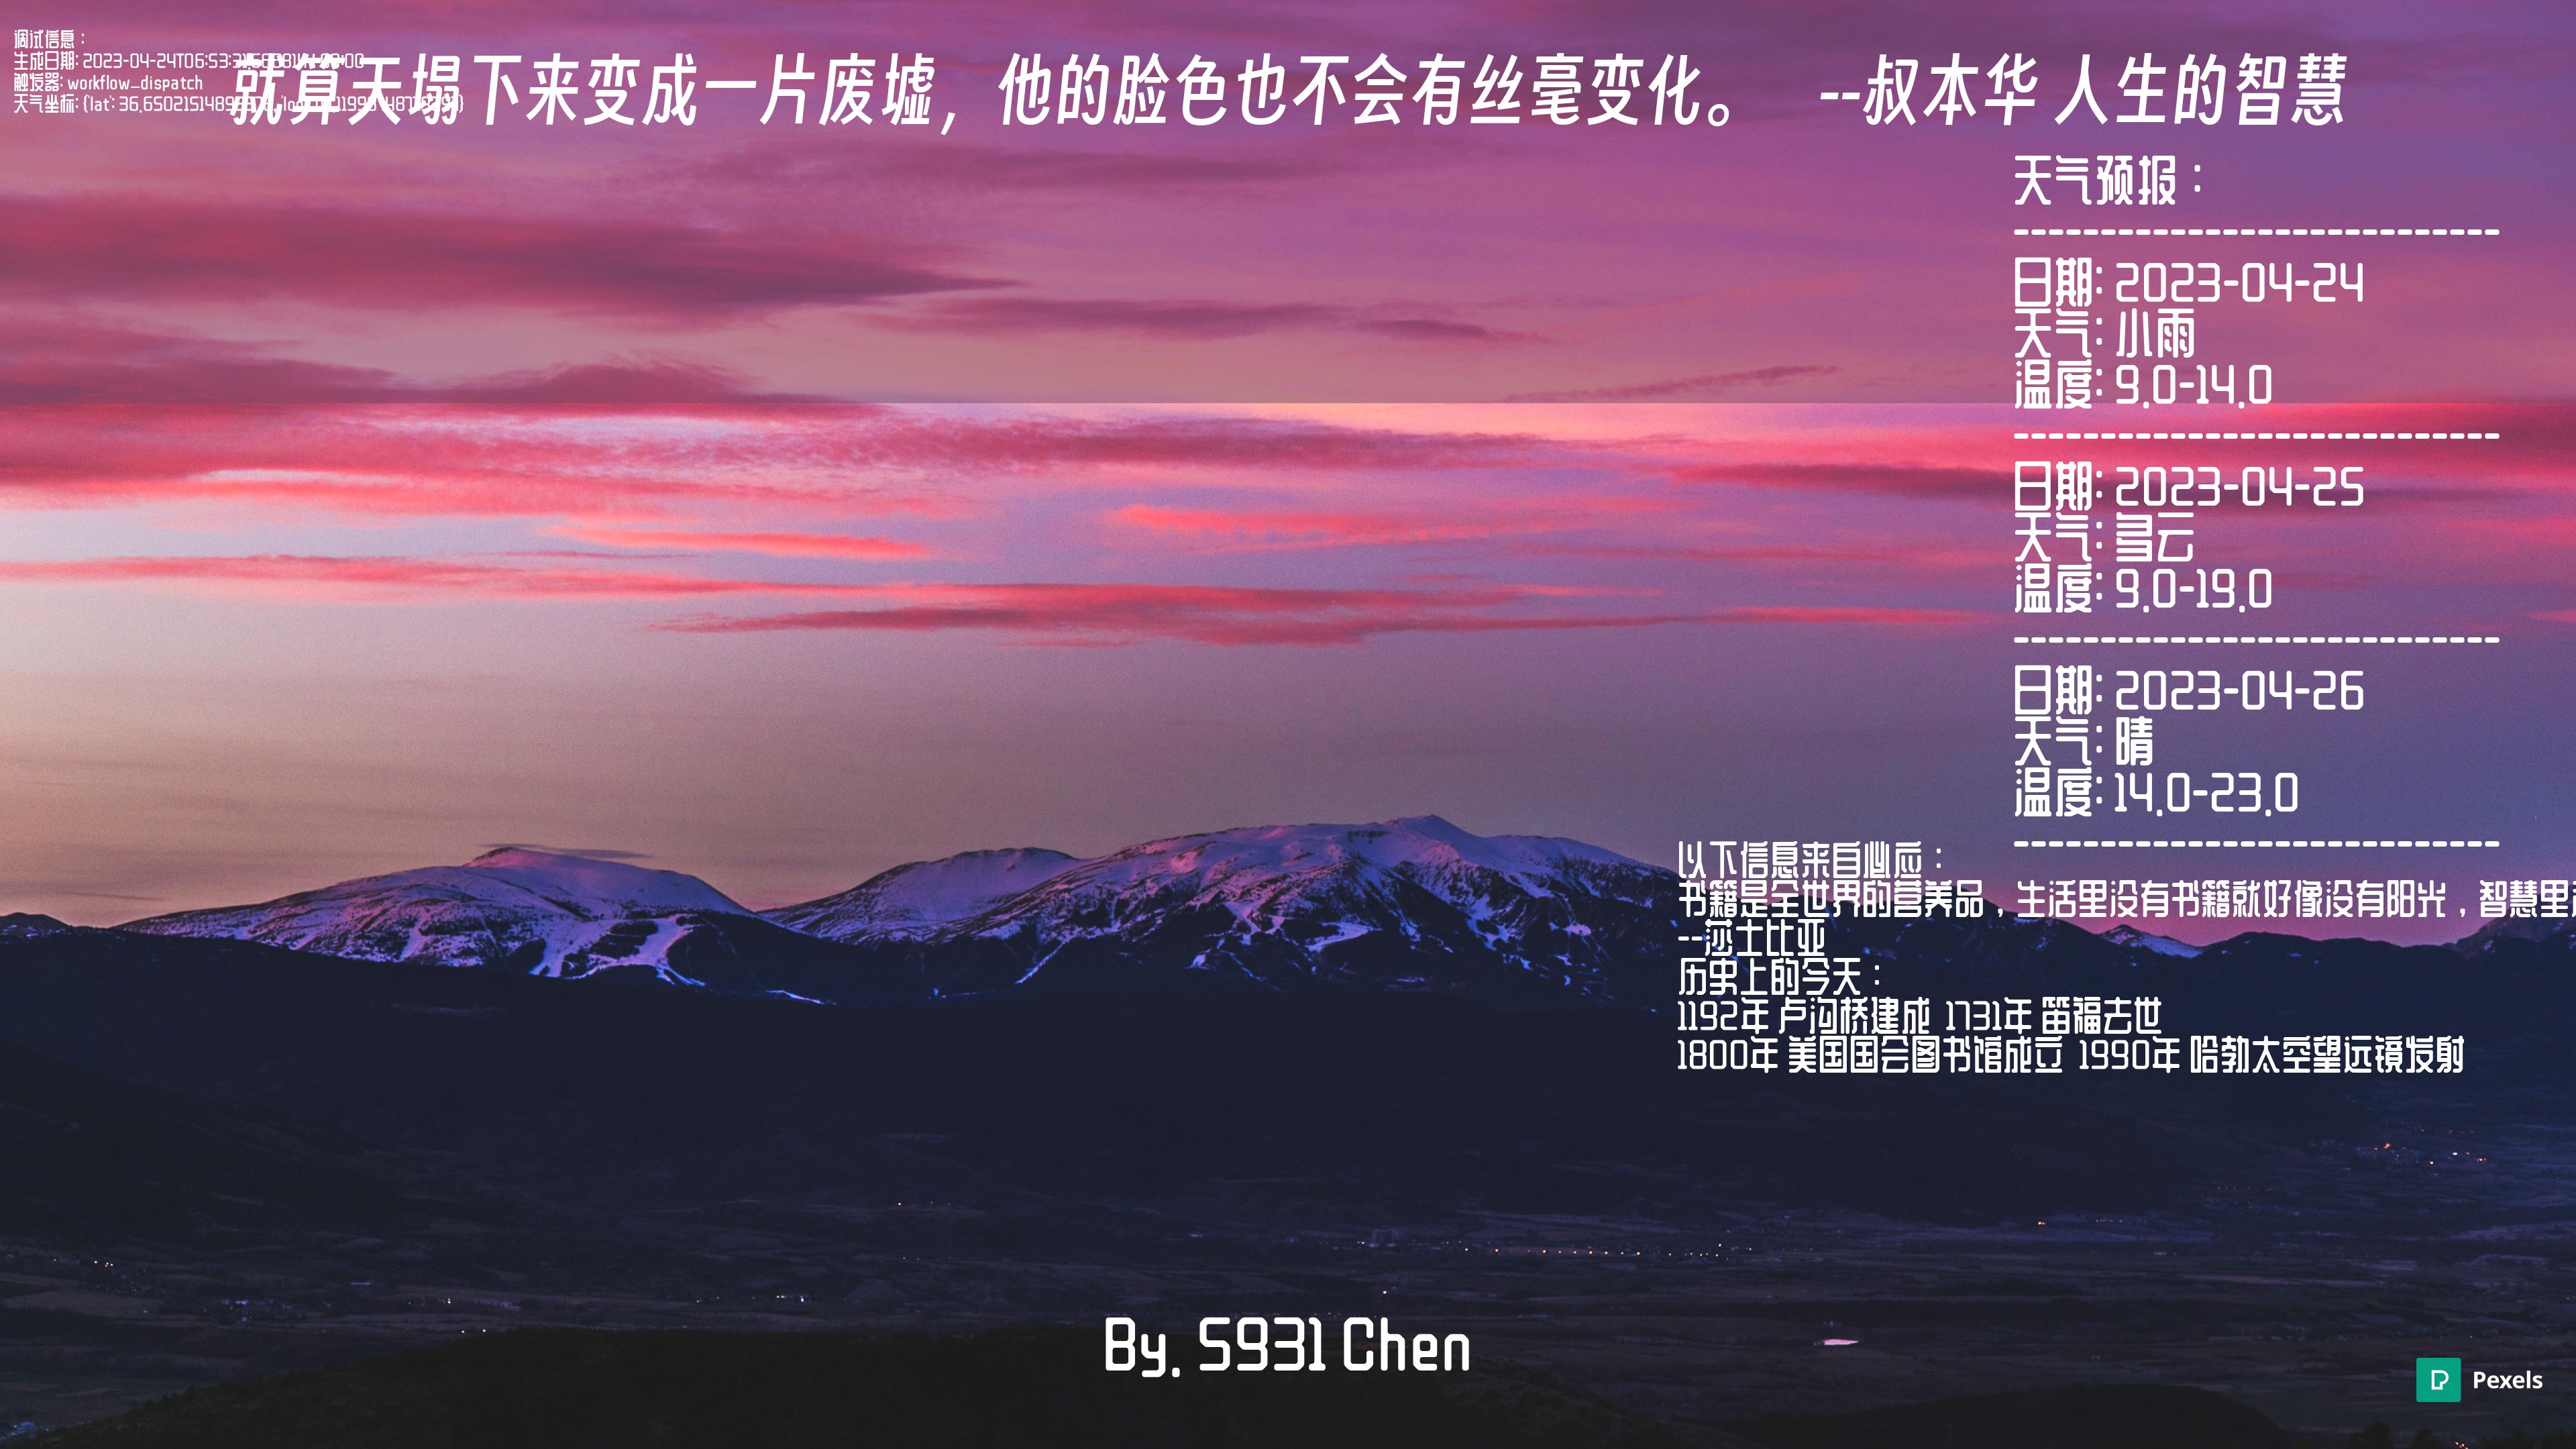 调试信息：
生成日期: 2023-04-24T06:53:3
触发器: workflow_dispatch
天气坐标: {'lat': 36.6502151489
就算天塌下来变成一片废墟，他的脸色也不会有丝毫变化。 --叔本华 人生的智慧
天气预报：
----------------------------
日期: 2023-04-24
天气: 小雨
温度: 9.0-14.0
----------------------------
日期: 2023-04-25
天气: 多云
温度: 9.0-19.0
----------------------------
日期: 2023-04-26
天气: 晴
温度: 14.0-23.0
----------------------------
以下信息来自必应：
书籍是全世界的营养品，生活里没有书籍就好像没有阳光，智慧里
--莎士比亚
历史上的今天：
1192年 卢沟桥建成 1731年 笛福去世
1800年 美国国会图书馆成立 1990年 哈勃太空望远镜发射
By. 5931 Chen
Pexels